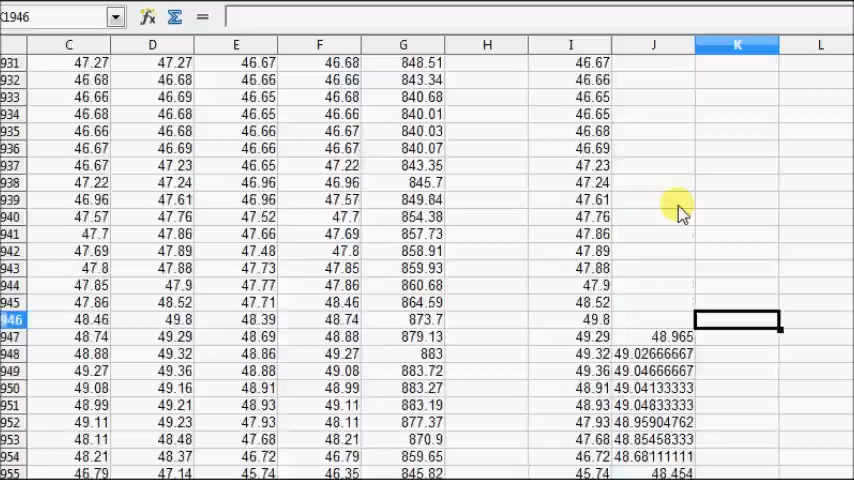 K1946
C D E F G H I J K L
931 47.27 47.27 46.67 46.68 848.51 46.67
932 46.68 46.68 46.66 46.66 843.34 46.66
933 46.66 46.69 46.65 46.68 840.68 46.65
934 46.68 46.68 46.65 46.66 840.01 46.65
935 46.66 46.68 46.66 46.67 840.03 46.68
936 46.67 46.69 46.66 46.67 840.07 46.69
937 46.67 47.23 46.65 47.22 843.35 47.23
938 47.22 47.24 46.96 46.96 845.7 47.24
939 46.96 47.61 46.96 47.57 849.84 47.61
940 47.57 47.76 47.52 47.7 854.38 47.76
941 47.7 47.86 47.66 47.69 857.73 47.86
942 47.69 47.89 47.48 47.8 858.91 47.89
943 47.8 47.88 47.73 47.85 859.93 47.88
944 47.85 47.9 47.77 47.86 860.68 47.9
945 47.86 48.52 47.71 48.46 864.59 48.52
946 48.46 49.8 48.39 48.74 873.7 49.8
947 48.74 49.29 48.69 48.88 879.13 49.29 48.965
948 48.88 49.32 48.86 49.27 883 49.32 49.02666667
949 49.27 49.36 48.88 49.08 883.72 49.36 49.04666667
950 49.08 49.16 48.91 48.99 883.27 48.91 49.04133333
951 48.99 49.21 48.93 49.11 883.19 48.93 49.04833333
952 49.11 49.23 47.93 48.11 877.37 47.93 48.95904762
953 48.11 48.48 47.68 48.21 870.9 47.68 48.85458333
954 48.21 48.37 46.72 46.79 859.65 46.72 48.68111111
955 46.79 47.14 45.74 46.35 845.82 45.74 48.454